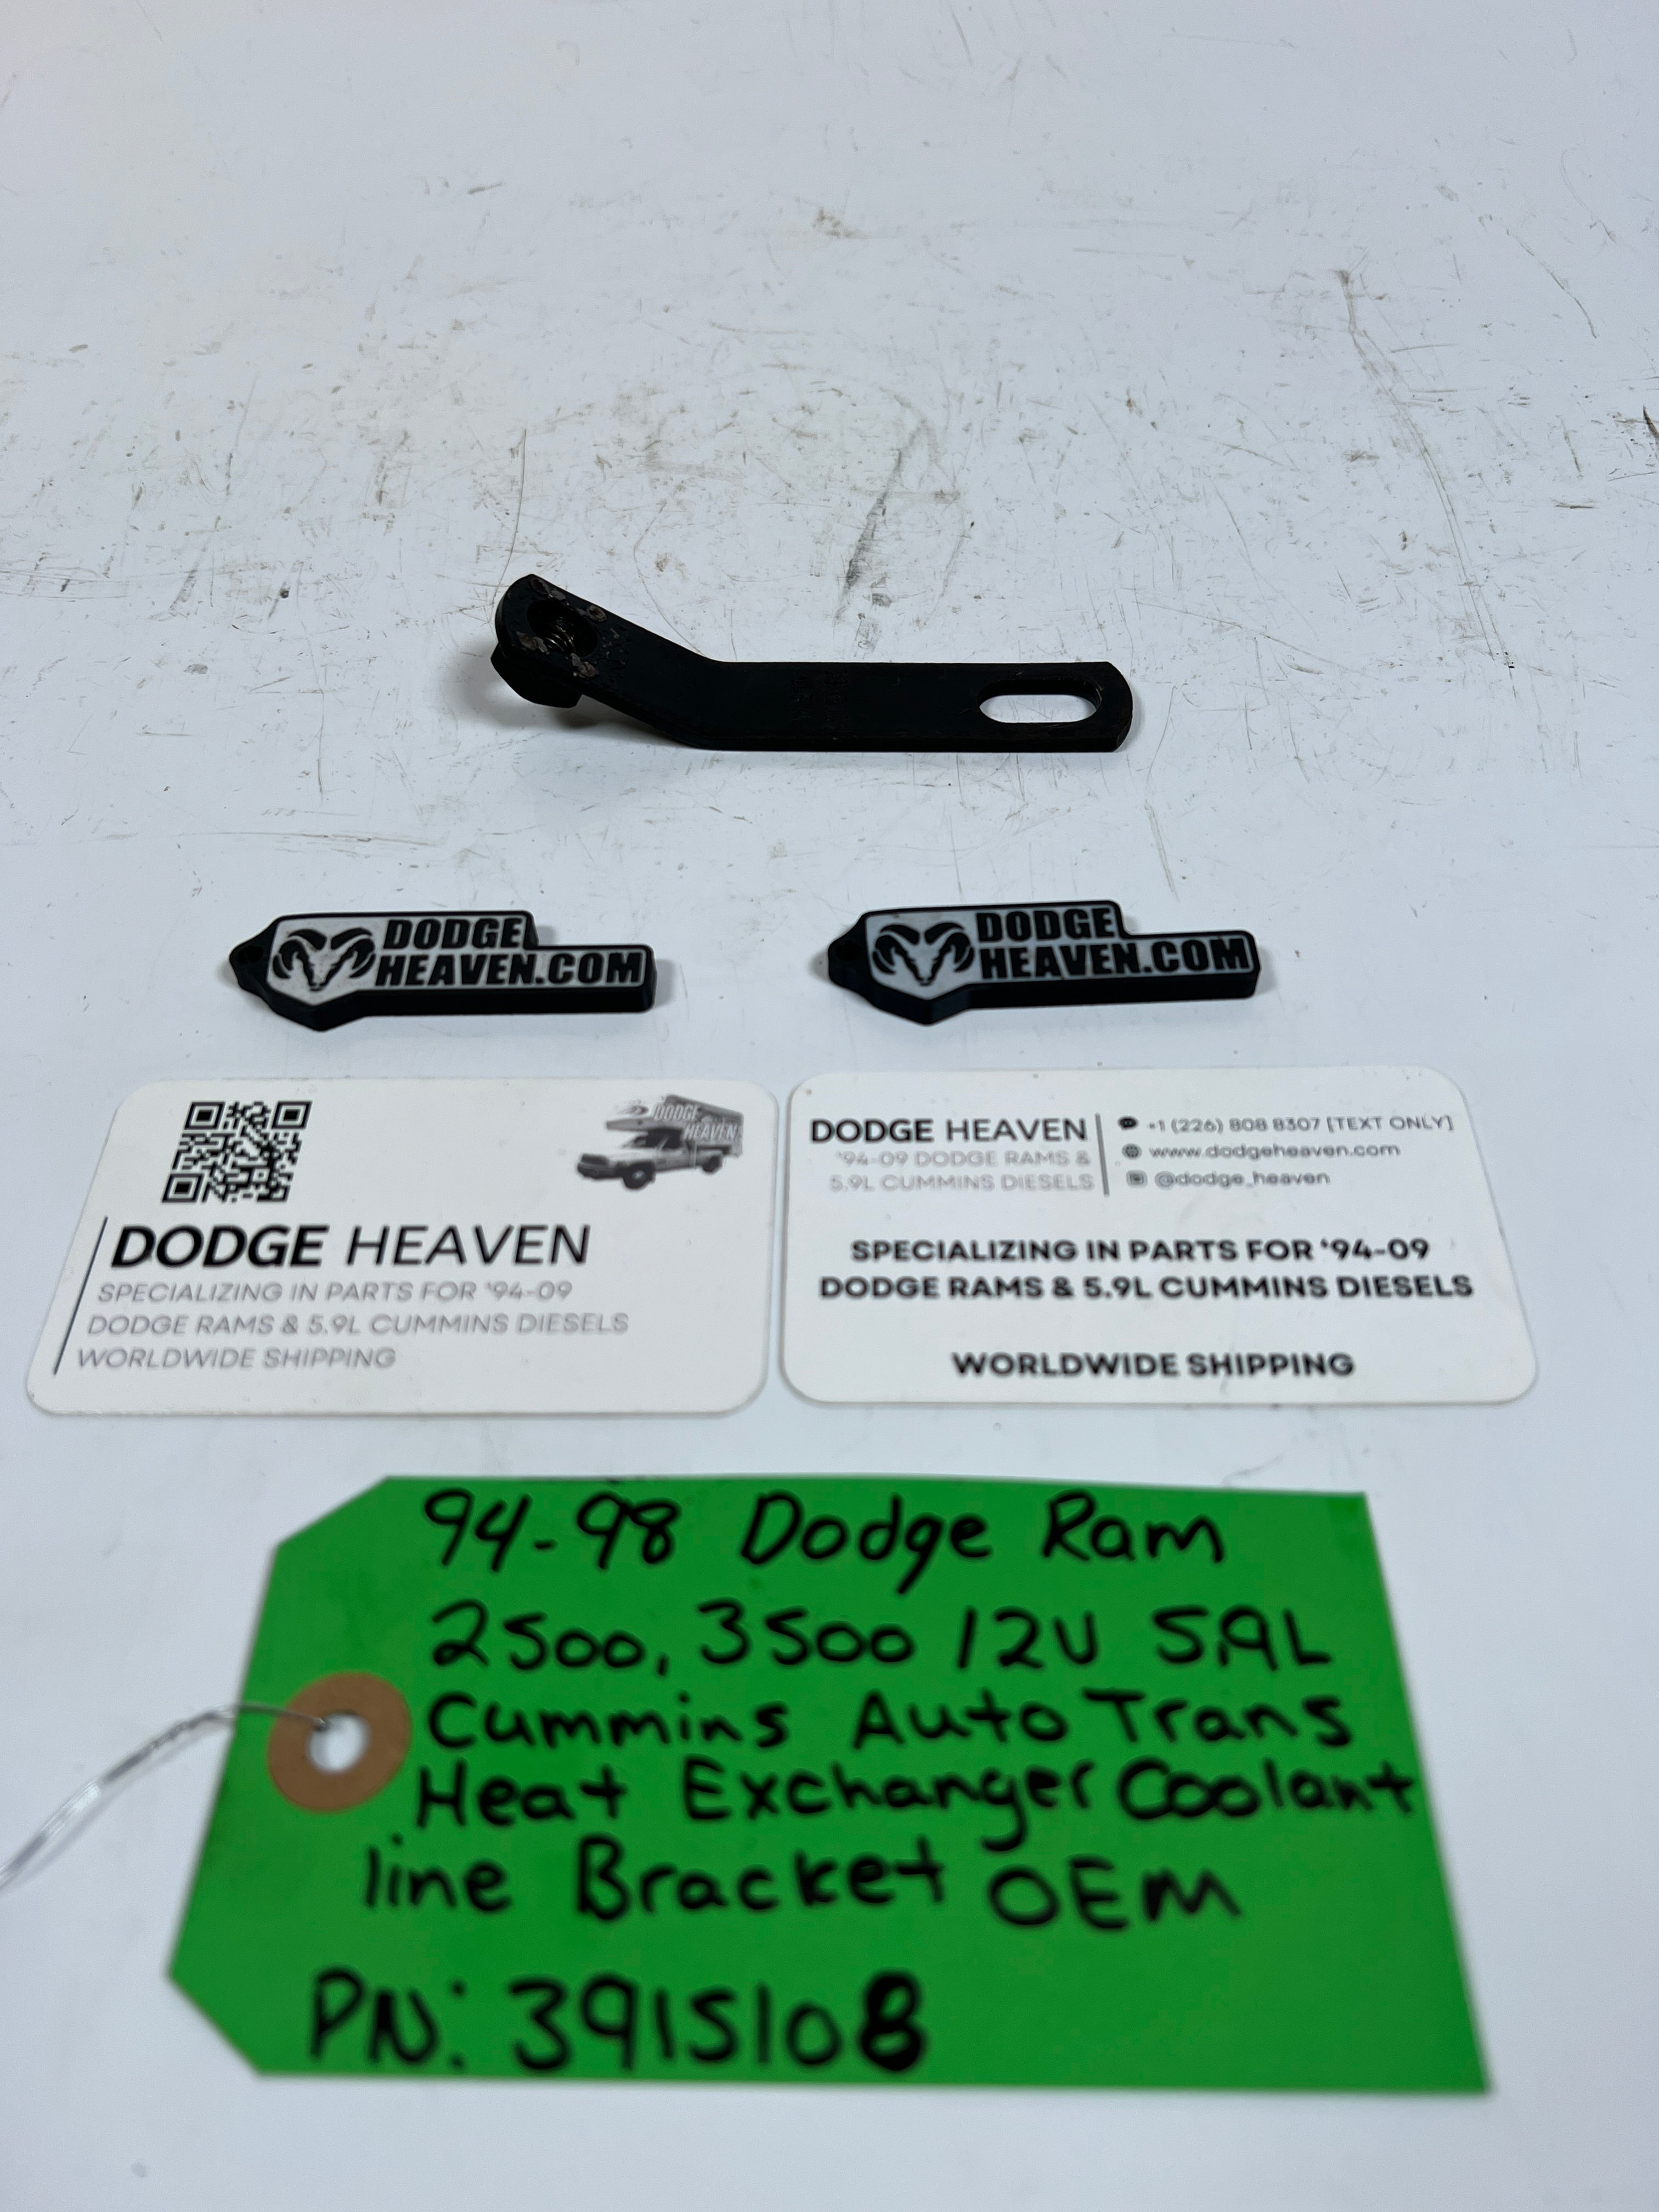 DODGE
HEAVEN.COM
DODGE
HEAVEN.COM
DODGE
HEAVEN
DODGE HEAVEN
SPECIALIZING IN PARTS FOR '94-09
DODGE RAMS & 5.9L CUMMINS DIESELS
WORLDWIDE SHIPPING
DODGE HEAVEN
'94-09 DODGE RAMS &
5.9L CUMMINS DIESELS
+1 (226) 808 8307 [TEXT ONLY]
www.dodgeheaven.com
@dodge_heaven
SPECIALIZING IN PARTS FOR '94-09
DODGE RAMS & 5.9L CUMMINS DIESELS
WORLDWIDE SHIPPING
94-98 Dodge Ram
2500, 3500 12V 5.9L
Cummins Auto Trans
Heat Exchanger Coolant
line Bracket OEM
PN: 3915108